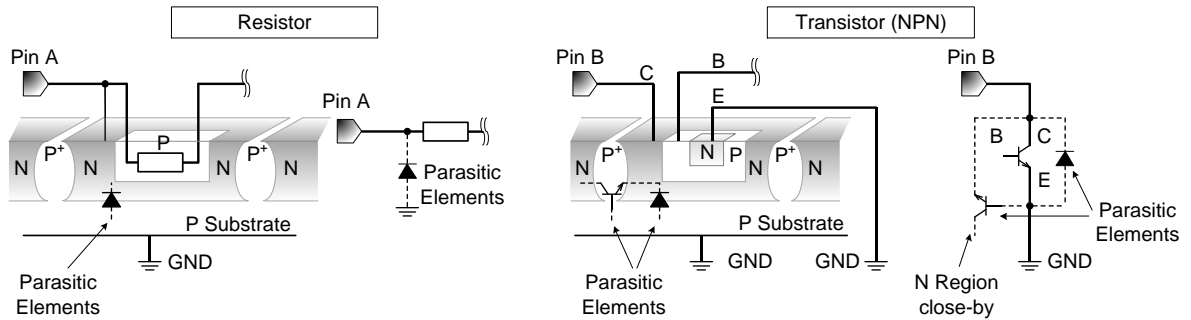 Resistor
Transistor (NPN)
Pin A
Pin B
Pin B
C
B
E
Pin A
N
P+
N
P
P+
N
N
P+
N
N
P
P+
N
N
B
C
E
Parasitic
Elements
P Substrate
P Substrate
Parasitic
Elements
GND
GND
GND
GND
Parasitic
Elements
Parasitic
Elements
N Region
close-by